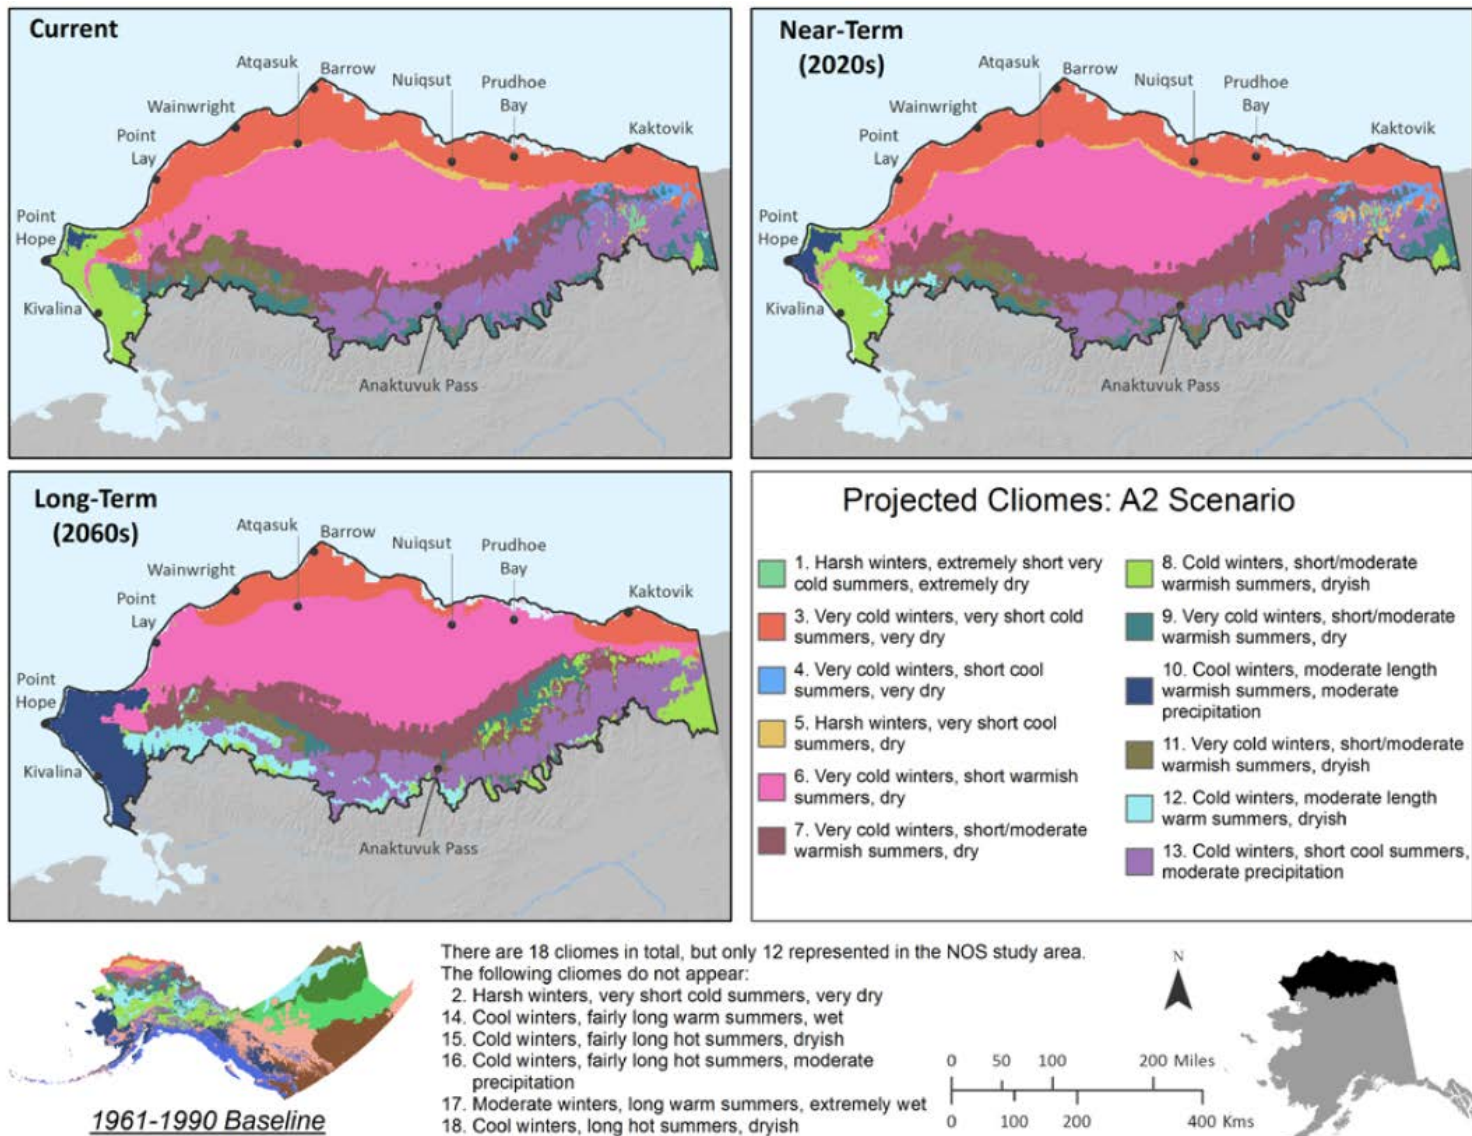 Current
Atqasuk
Barrow
Nuiqsut
Prudhoe
Bay
Wainwright
Kaktovik
Point
Lay
Point
Hope
Kivalina
Anaktuvuk Pass
Near-Term
(2020s)
Atqasuk
Barrow
Nuiqsut
Prudhoe
Bay
Wainwright
Kaktovik
Point
Lay
Point
Hope
Kivalina
Anaktuvuk Pass
Long-Term
(2060s)
Atqasuk
Barrow
Nuiqsut
Prudhoe
Bay
Wainwright
Kaktovik
Point
Lay
Point
Hope
Kivalina
Anaktuvuk Pass
Projected Cliomes: A2 Scenario
1. Harsh winters, extremely short very
cold summers, extremely dry
3. Very cold winters, very short cold
summers, very dry
4. Very cold winters, short cool
summers, very dry
5. Harsh winters, very short cool
summers, dry
6. Very cold winters, short warmish
summers, dry
7. Very cold winters, short/moderate
warmish summers, dry
8. Cold winters, short/moderate
warmish summers, dryish
9. Very cold winters, short/moderate
warmish summers, dry
10. Cool winters, moderate length
warmish summers, moderate
precipitation
11. Very cold winters, short/moderate
warmish summers, dryish
12. Cold winters, moderate length
warm summers, dryish
13. Cold winters, short cool summers,
moderate precipitation
1961-1990 Baseline
There are 18 cliomes in total, but only 12 represented in the NOS study area.
The following cliomes do not appear:
2. Harsh winters, very short cold summers, very dry
14. Cool winters, fairly long warm summers, wet
15. Cold winters, fairly long hot summers, dryish
16. Cold winters, fairly long hot summers, moderate
precipitation
17. Moderate winters, long warm summers, extremely wet
18. Cool winters, long hot summers, dryish
N
0 50 100 200 Miles
0 100 200 400 Kms